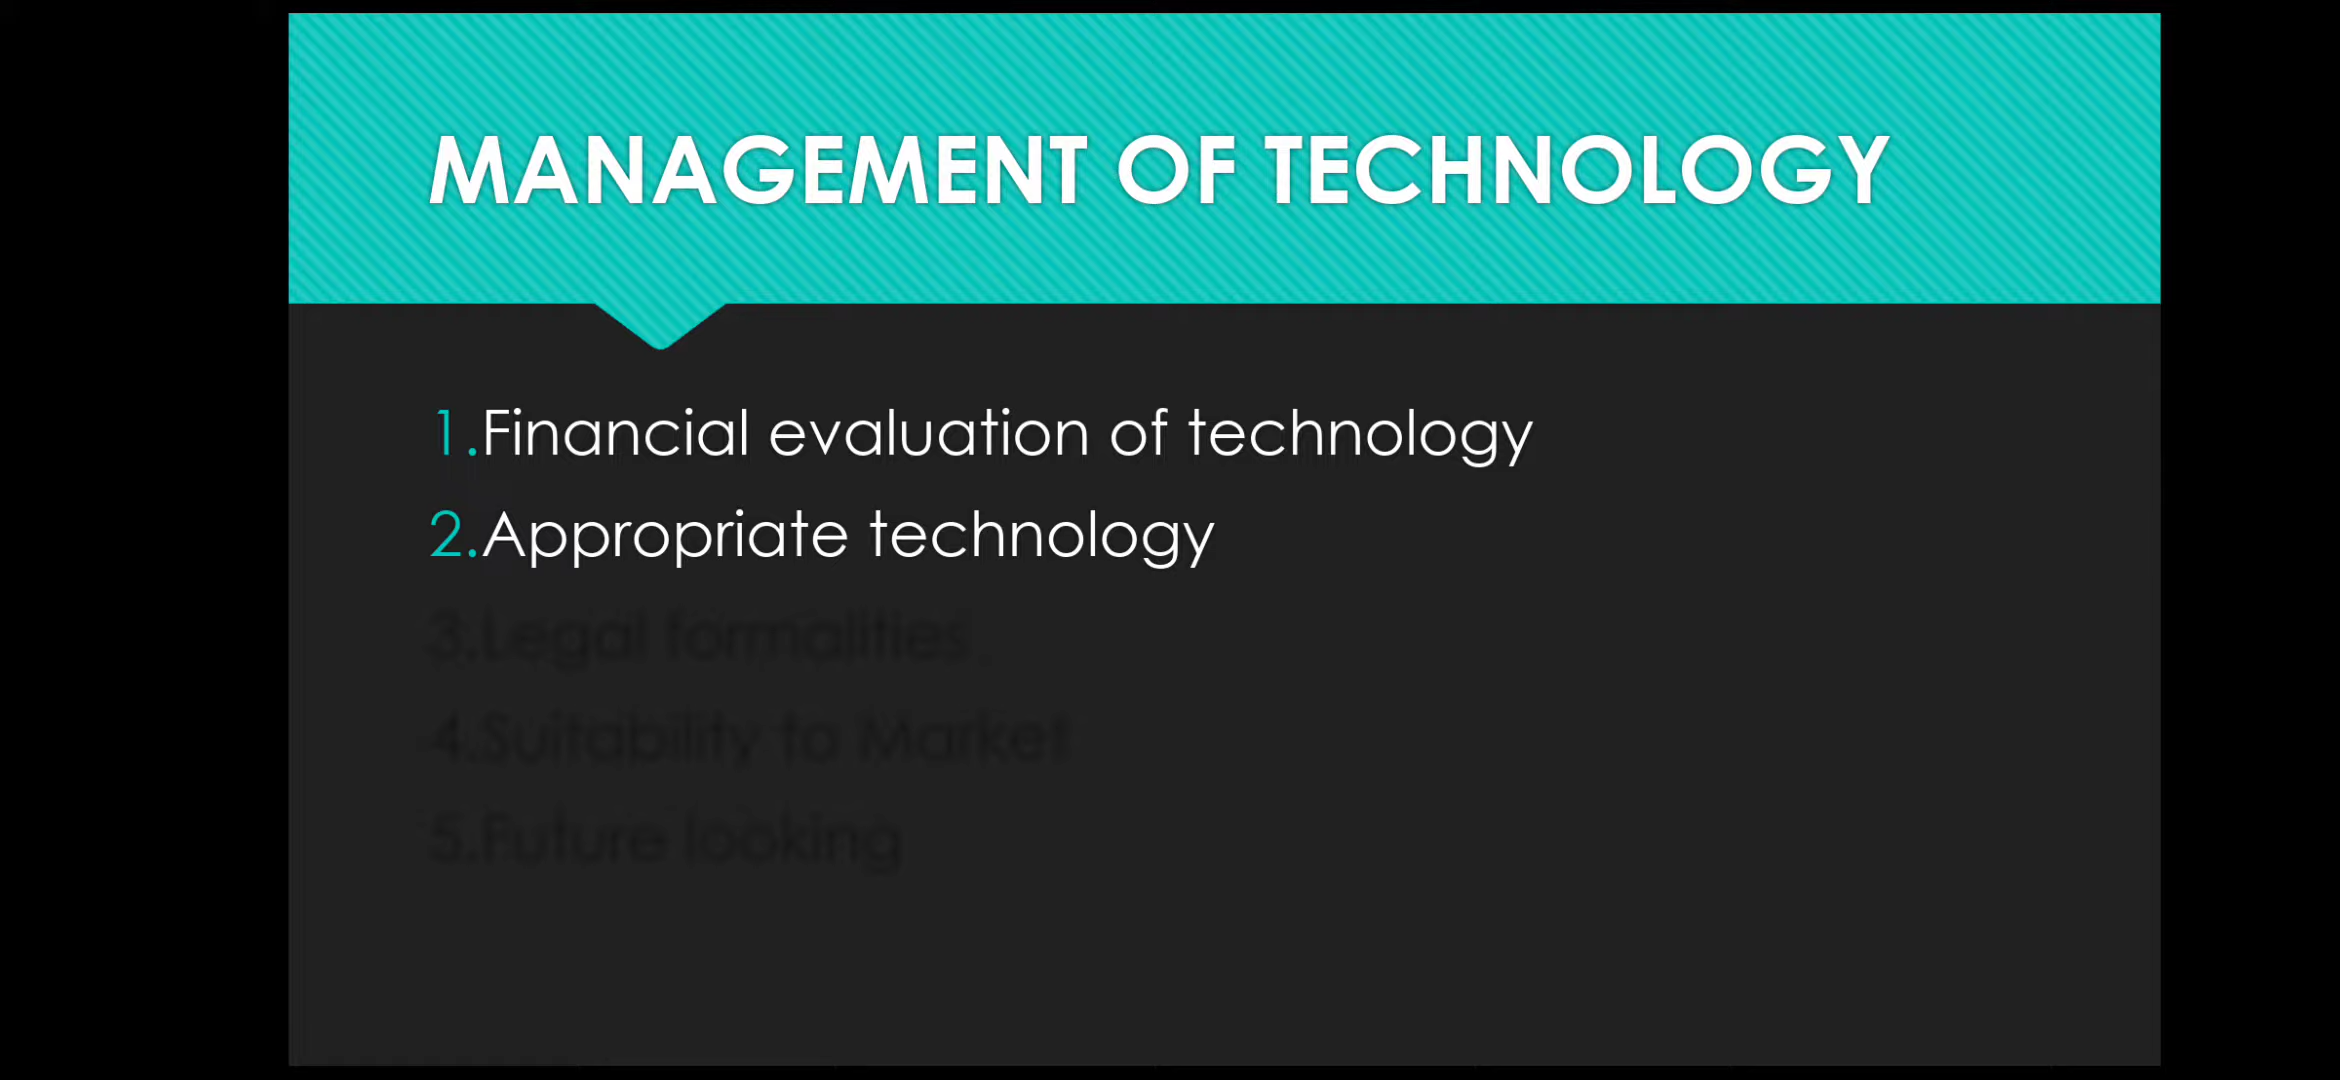 MANAGEMENT OF TECHNOLOGY
1.Financial evaluation of technology
2.Appropriate technology
3.Legal formalities
4.Suitability to Market
5.Future looking